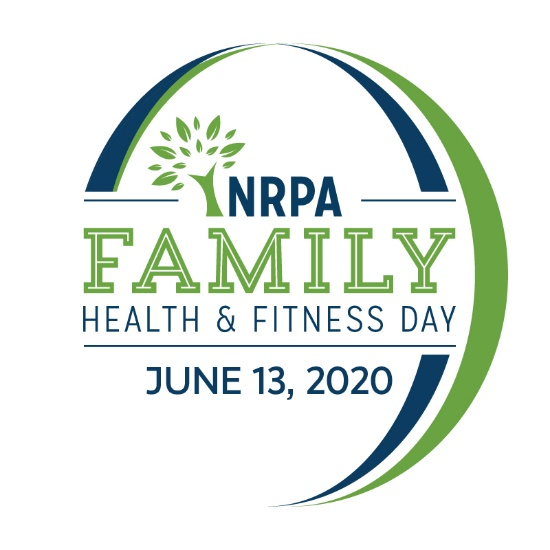 NRPA
FAMILY
HEALTH & FITNESS DAY
JUNE 13, 2020